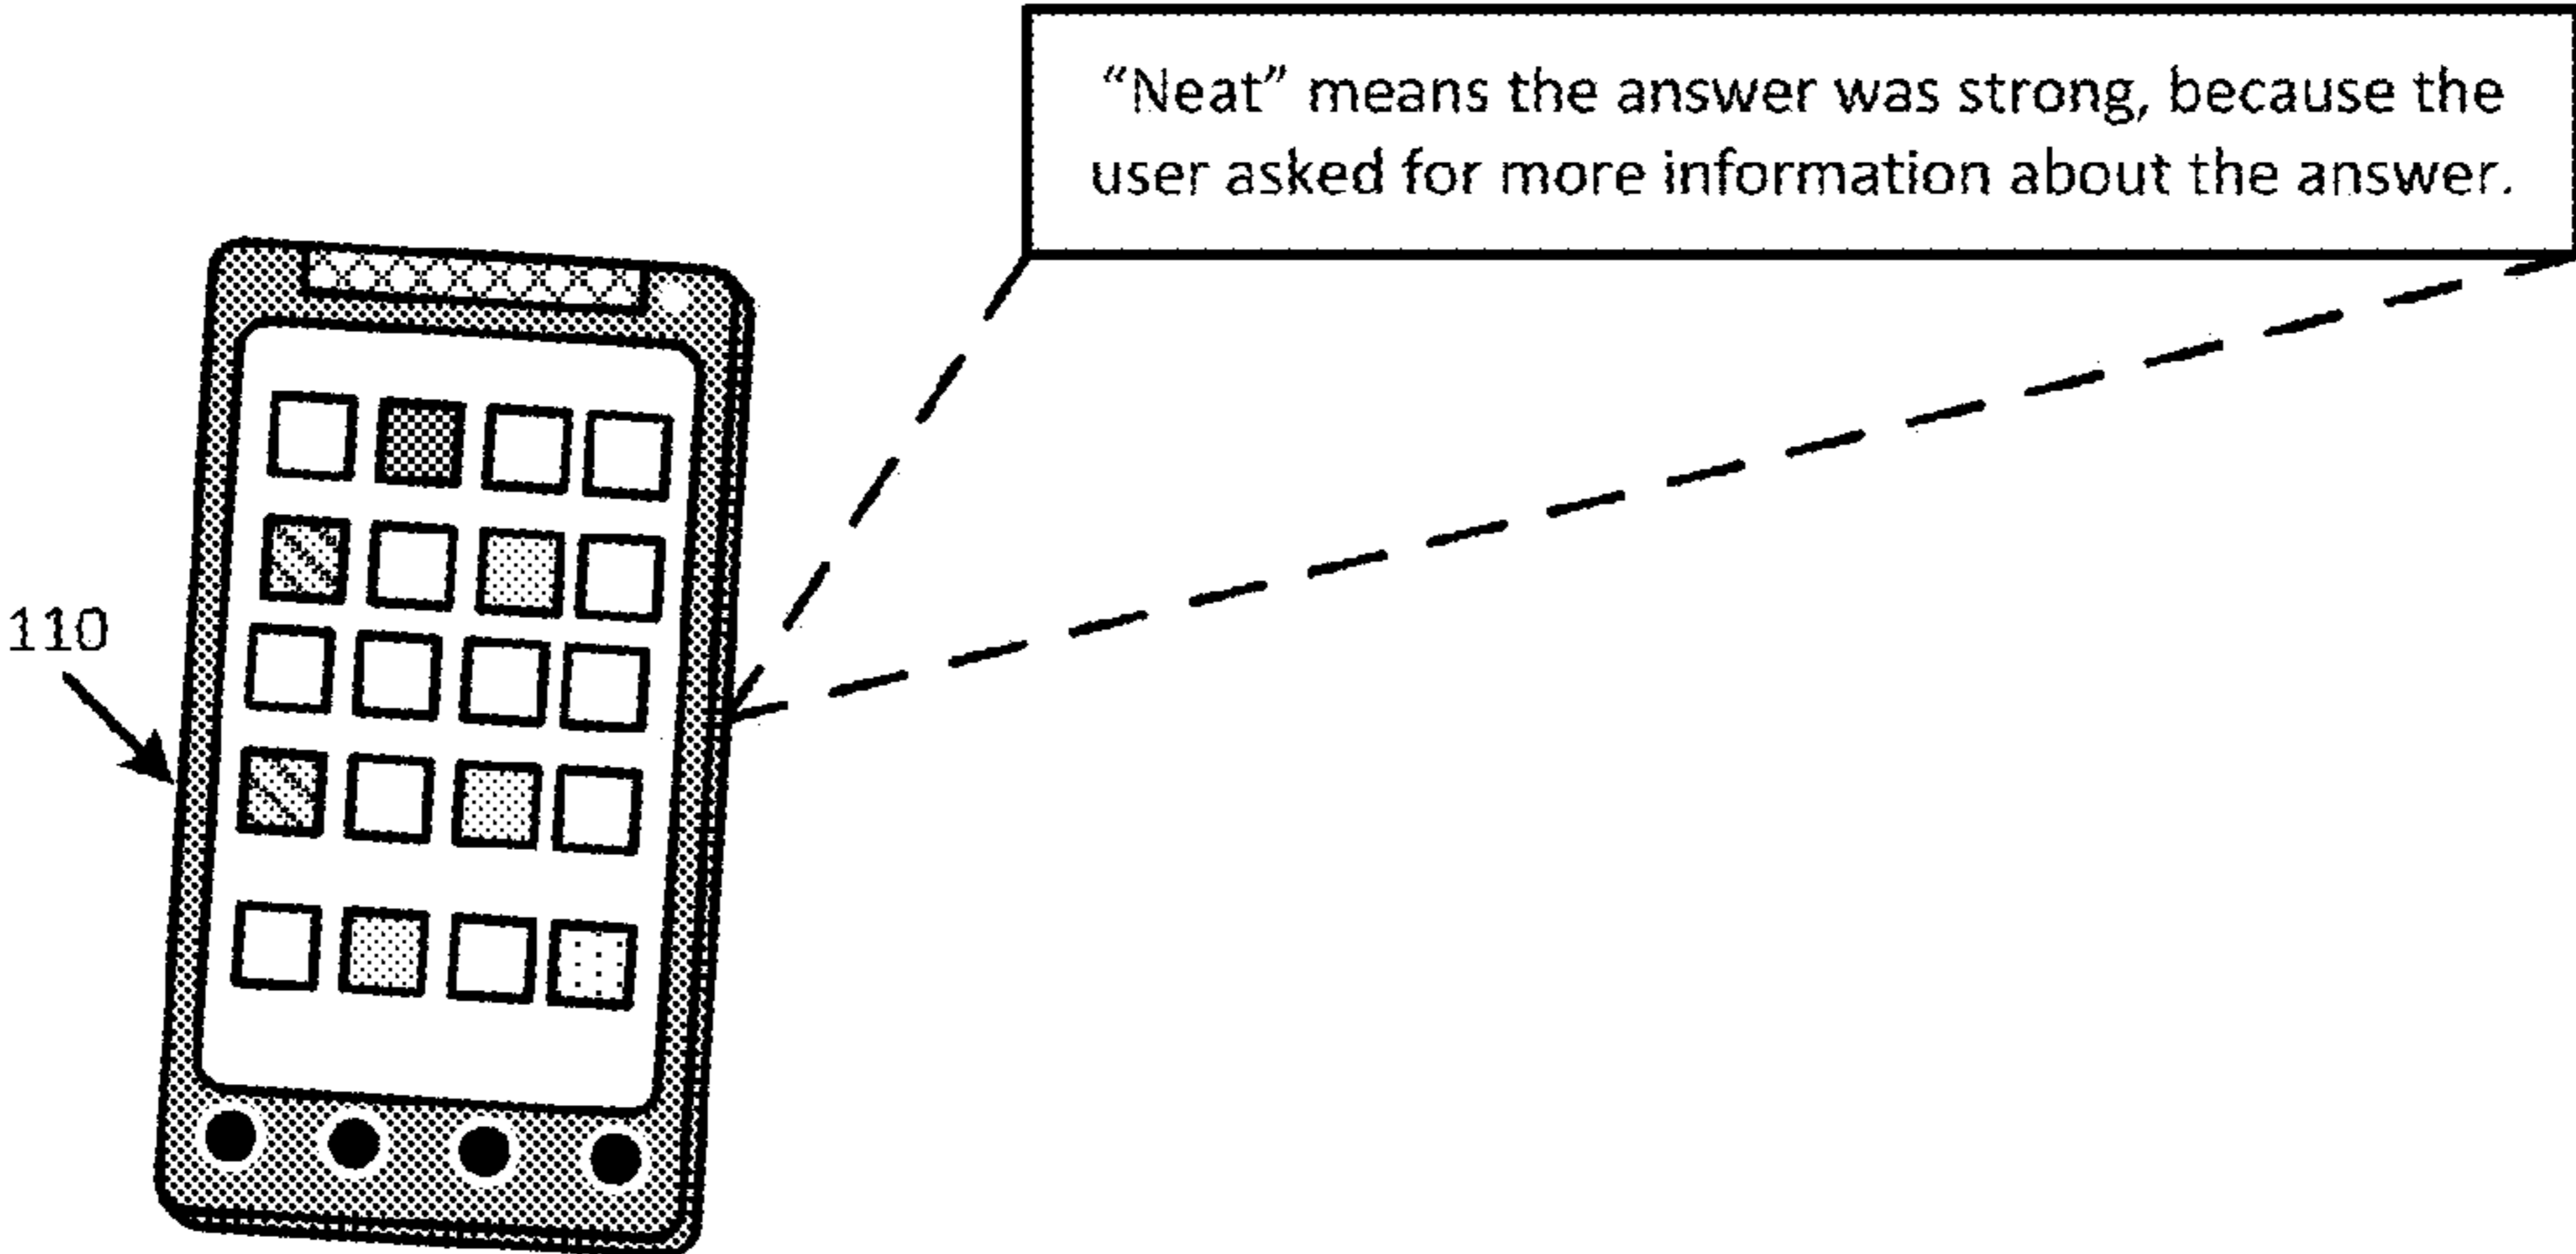 “Neat” means the answer was strong, because the
user asked for more information about the answer.
110